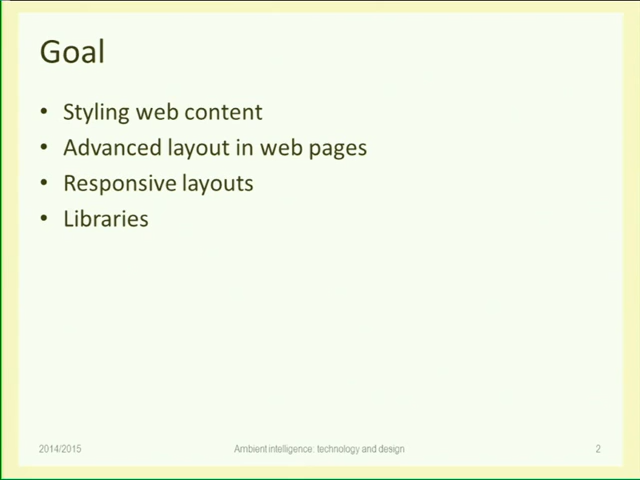 Goal
• Styling web content
• Advanced layout in web pages
• Responsive layouts
• Libraries
2014/2015 Ambient intelligence: technology and design 2